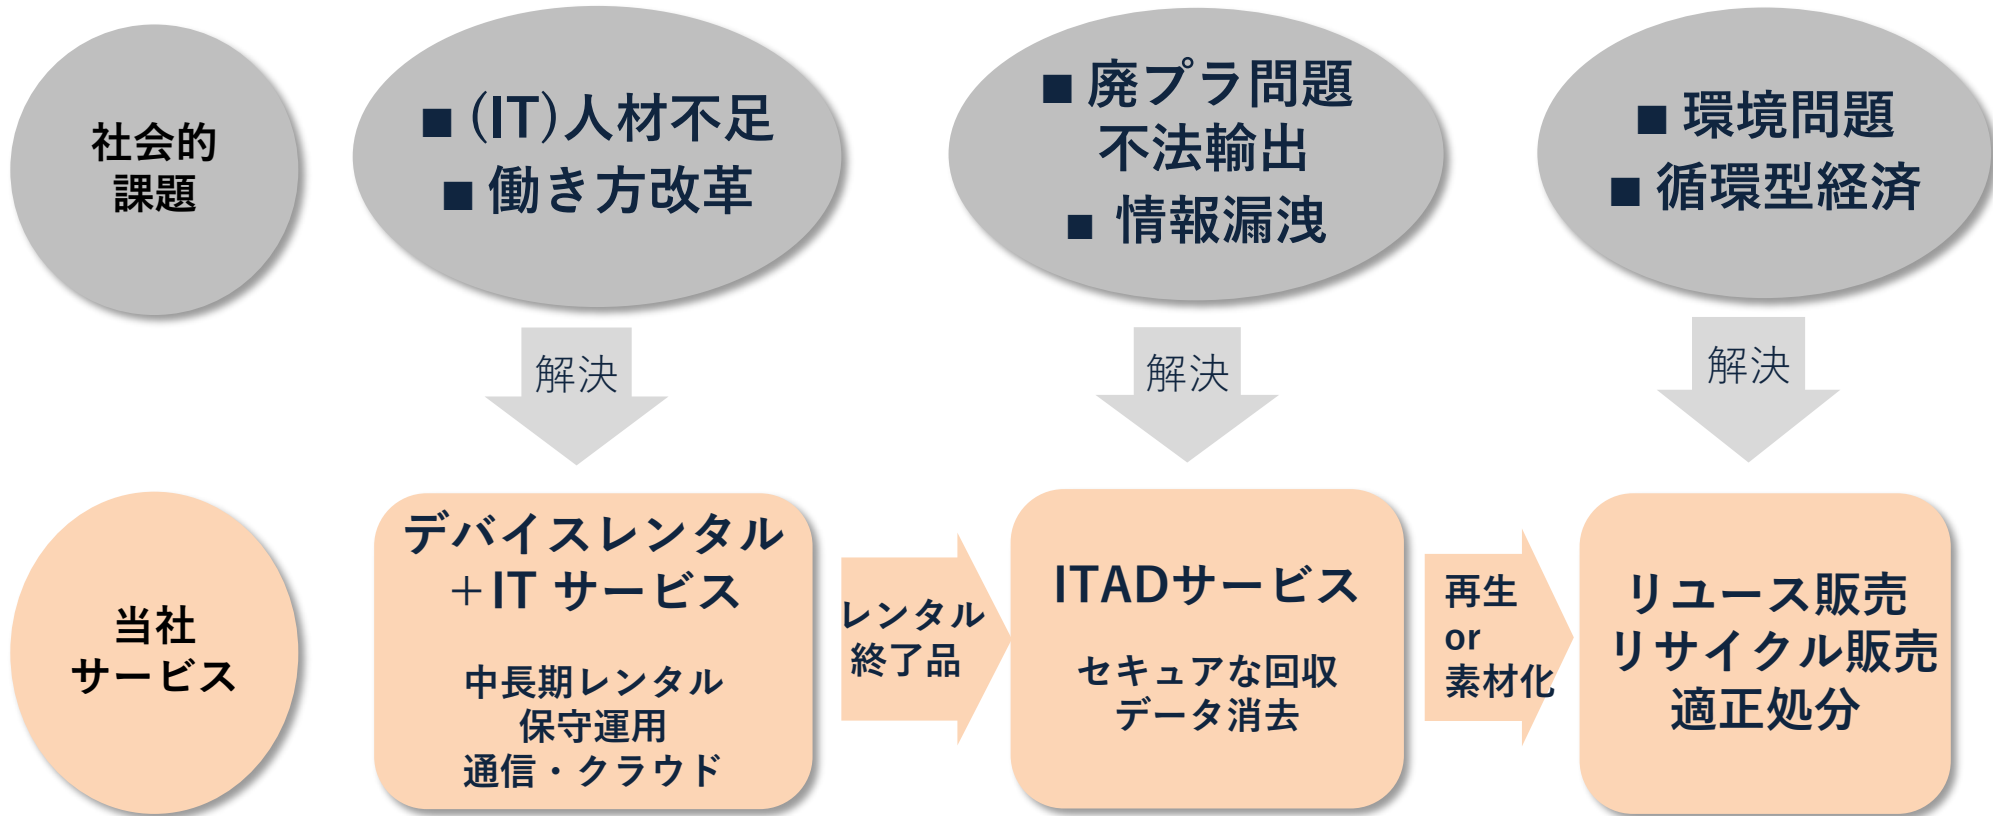 社会的
課題
■ (IT)人材不足
■ 働き方改革
■ 廃プラ問題
不法輸出
■ 情報漏洩
■ 環境問題
■ 循環型経済
解決
解決
解決
当社
サービス
デバイスレンタル
＋IT サービス
中長期レンタル
保守運用
通信・クラウド
レンタル
終了品
ITADサービス
セキュアな回収
データ消去
再生
or
素材化
リユース販売
リサイクル販売
適正処分